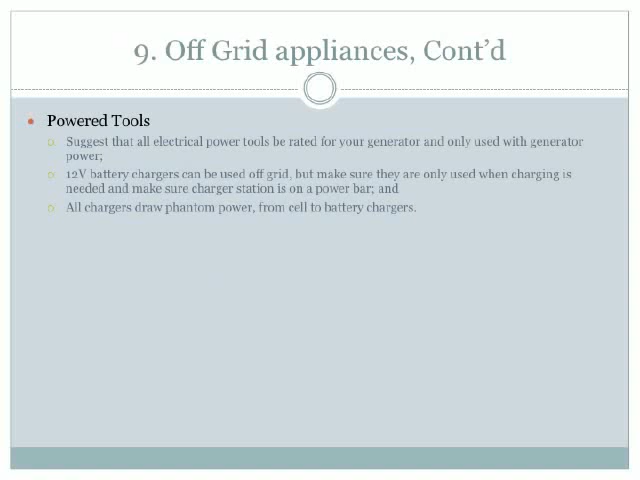 9. Off Grid appliances, Cont'd
Powered Tools
Suggest that all electrical power tools be rated for your generator and only used with generator
power;
12V battery chargers can be used off grid, but make sure they are only used when charging is
needed and make sure charger station is on a power bar; and
All chargers draw phantom power, from cell to battery chargers.